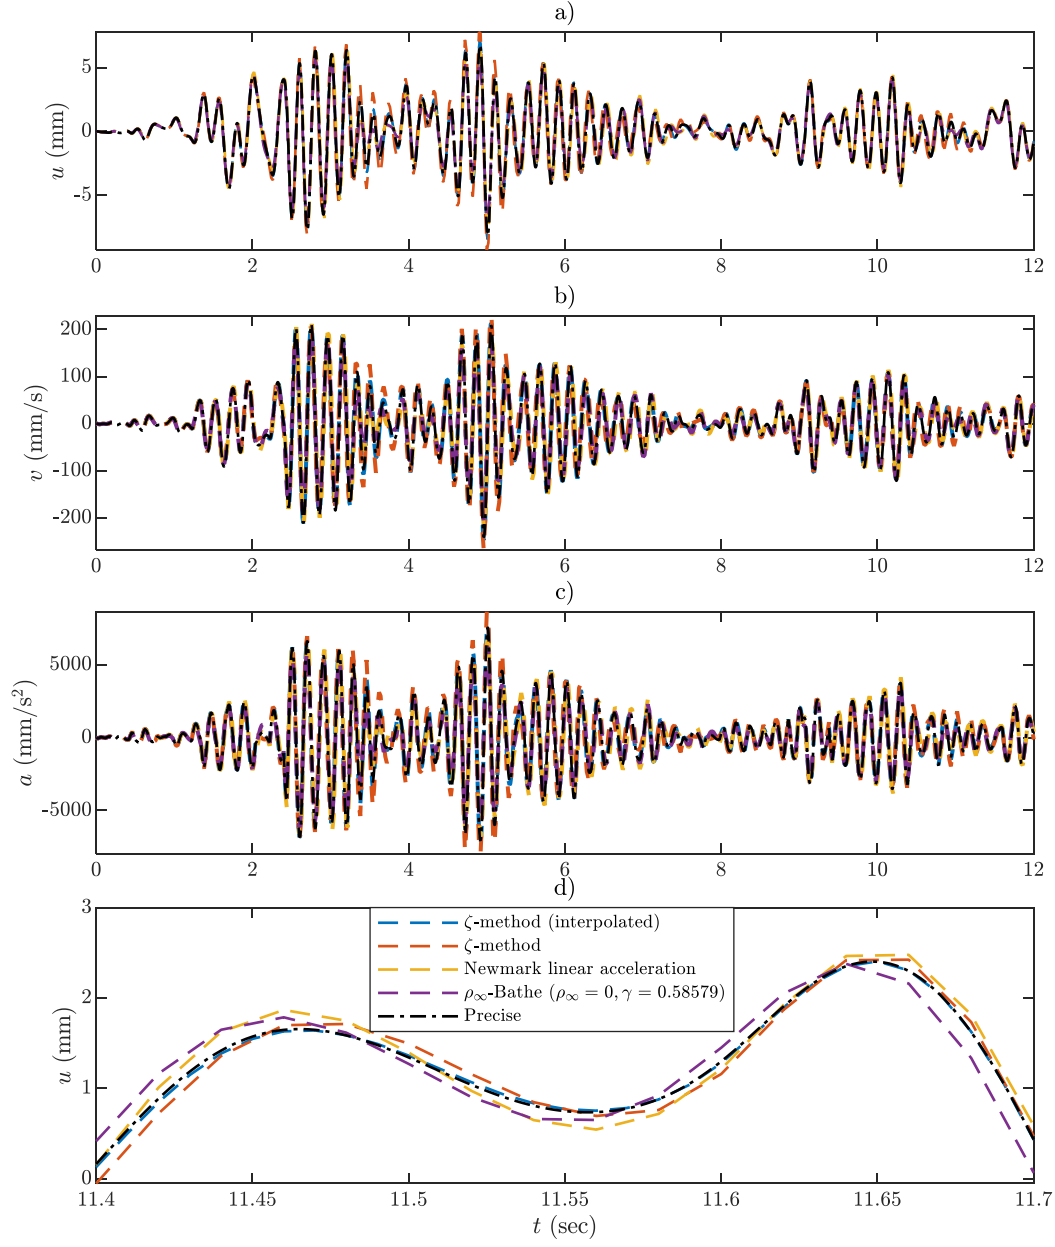 a)
5
0
-5
u (mm)
0 2 4 6 8 10 12
b)
200
100
0
-100
-200
v (mm/s)
0 2 4 6 8 10 12
c)
5000
0
-5000
a (mm/s²)
0 2 4 6 8 10 12
d)
3
2
1
0
u (mm)
ζ-method (interpolated)
ζ-method
Newmark linear acceleration
ρ∞-Bathe (ρ∞ = 0, γ = 0.58579)
Precise
11.4 11.45 11.5 11.55 11.6 11.65 11.7
t (sec)